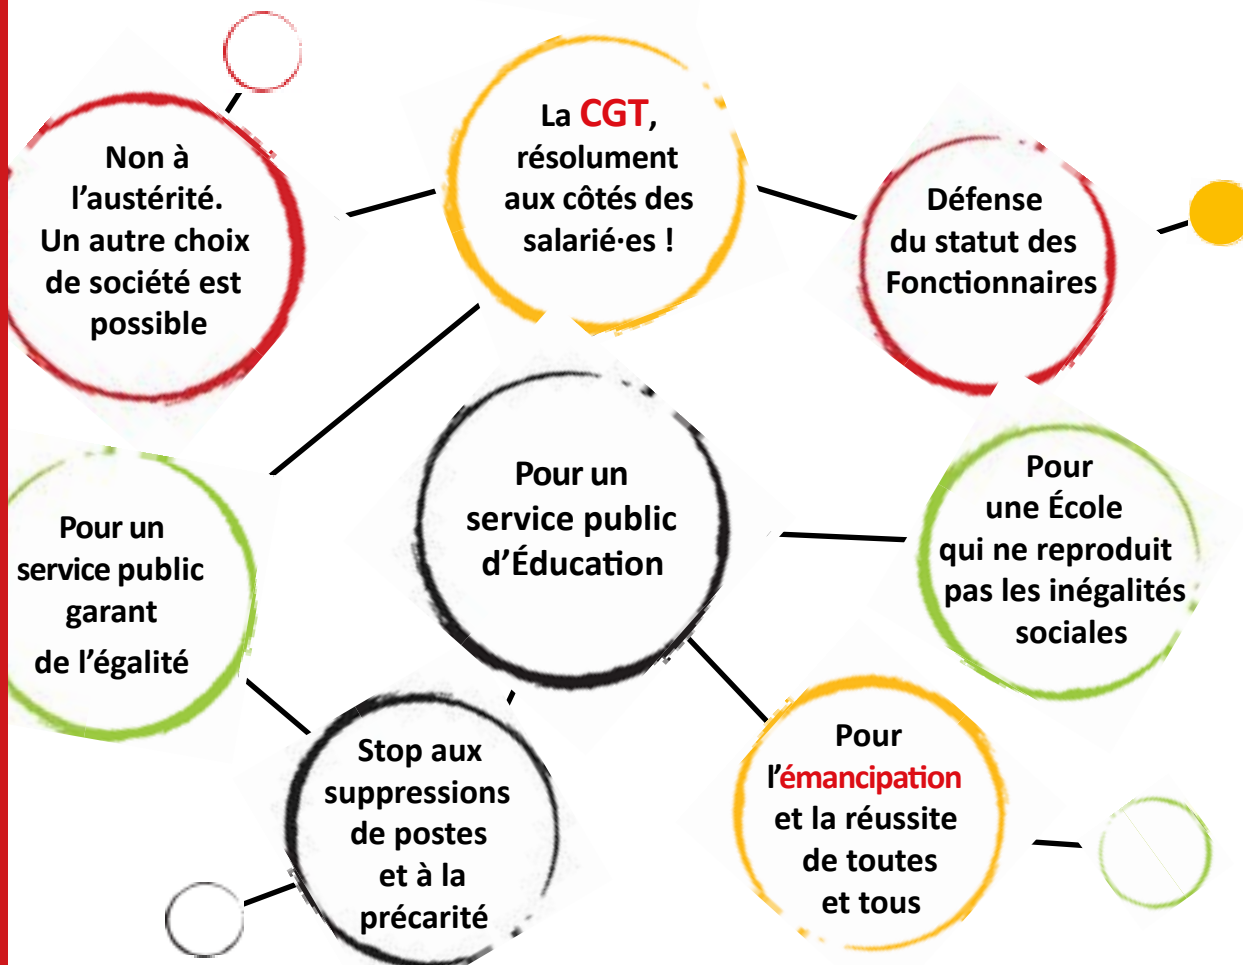 Non à
l’austérité.
Un autre choix
de société est
possible
La CGT,
résolument
aux côtés des
salarié·es !
Défense
du statut des
Fonctionnaires
Pour un
service public
garant
de l’égalité
Pour un
service public
d’Éducation
Pour
une École
qui ne reproduit
pas les inégalités
sociales
Stop aux
suppressions
de postes
et à la
précarité
Pour
l’émancipation
et la réussite
de toutes
et tous